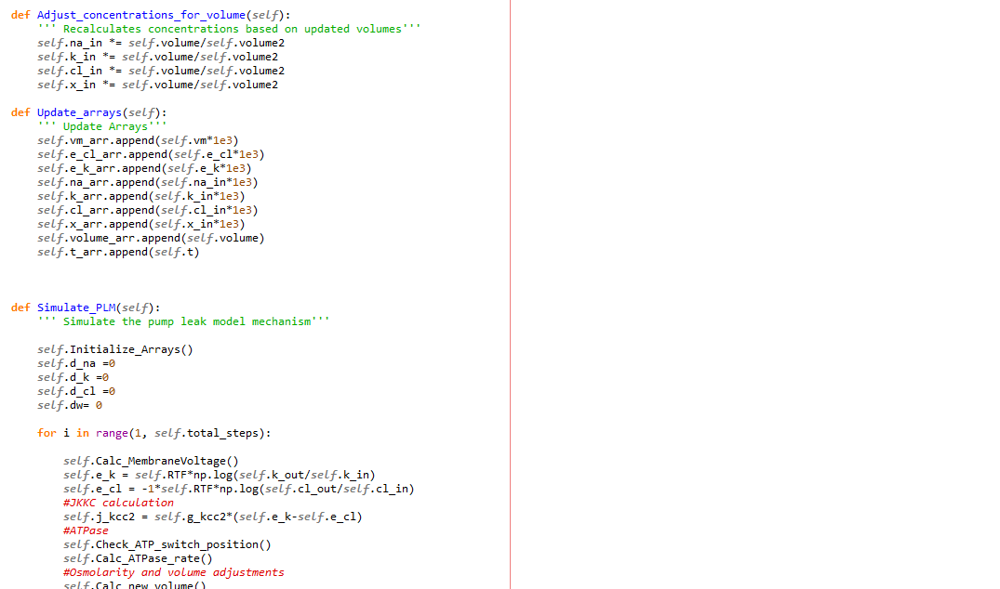 def Adjust_concentrations_for_volume(self):
    ''' Recalculates concentrations based on updated volumes'''
    self.na_in *= self.volume/self.volume2
    self.k_in *= self.volume/self.volume2
    self.cl_in *= self.volume/self.volume2
    self.x_in *= self.volume/self.volume2
def Update_arrays(self):
    ''' Update Arrays'''
    self.vm_arr.append(self.vm*1e3)
    self.e_cl_arr.append(self.e_cl*1e3)
    self.e_k_arr.append(self.e_k*1e3)
    self.na_arr.append(self.na_in*1e3)
    self.k_arr.append(self.k_in*1e3)
    self.cl_arr.append(self.cl_in*1e3)
    self.x_arr.append(self.x_in*1e3)
    self.volume_arr.append(self.volume)
    self.t_arr.append(self.t)
def Simulate_PLM(self):
    ''' Simulate the pump leak model mechanism'''
    self.Initialize_Arrays()
    self.d_na =0
    self.d_k =0
    self.d_cl =0
    self.dw= 0
    for i in range(1, self.total_steps):
        self.Calc_MembraneVoltage()
        self.e_k = self.RTF*np.log(self.k_out/self.k_in)
        self.e_cl = -1*self.RTF*np.log(self.cl_out/self.cl_in)
        #JKKC calculation
        self.j_kcc2 = self.g_kcc2*(self.e_k-self.e_cl)
        #ATPase
        self.Check_ATP_switch_position()
        self.Calc_ATPase_rate()
        #Osmolarity and volume adjustments
        self.Calc_new_volume()